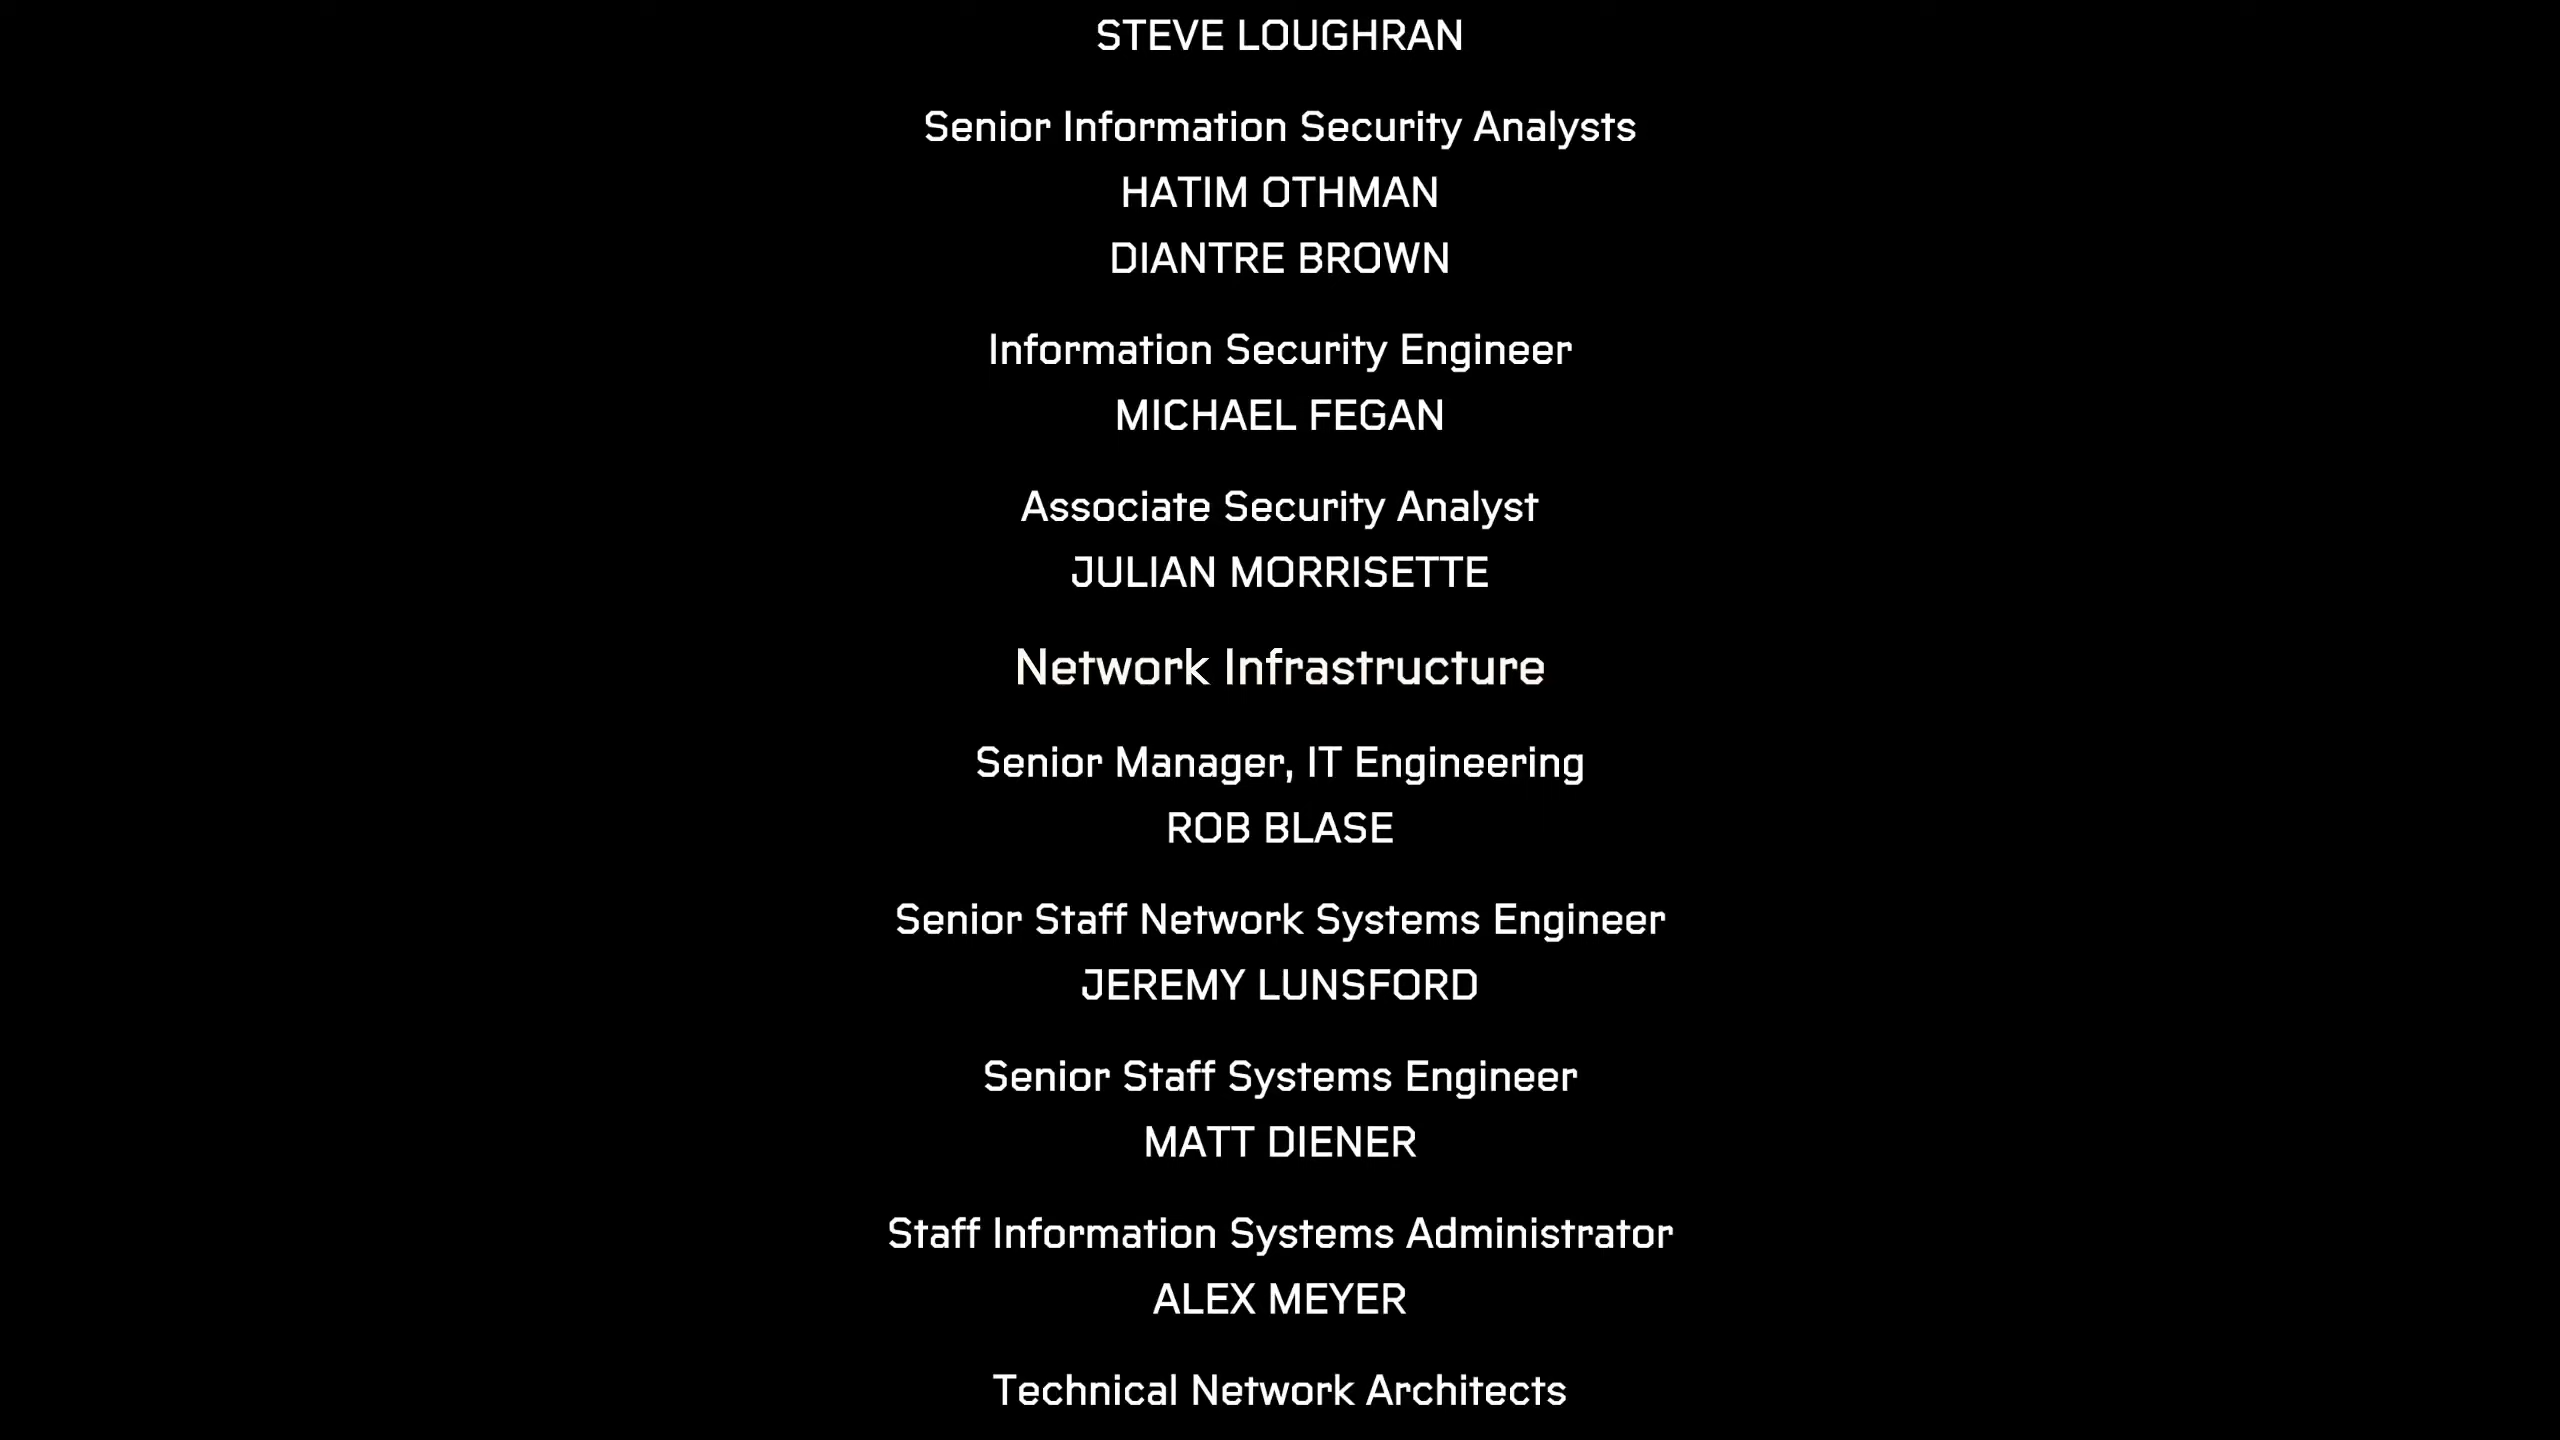 STEVE LOUGHRAN
Senior Information Security Analysts
HATIM OTHMAN
DIANTRE BROWN
Information Security Engineer
MICHAEL FEGAN
Associate Security Analyst
JULIAN MORRISETTE
Network Infrastructure
Senior Manager, IT Engineering
ROB BLASE
Senior Staff Network Systems Engineer
JEREMY LUNSFORD
Senior Staff Systems Engineer
MATT DIENER
Staff Information Systems Administrator
ALEX MEYER
Technical Network Architects